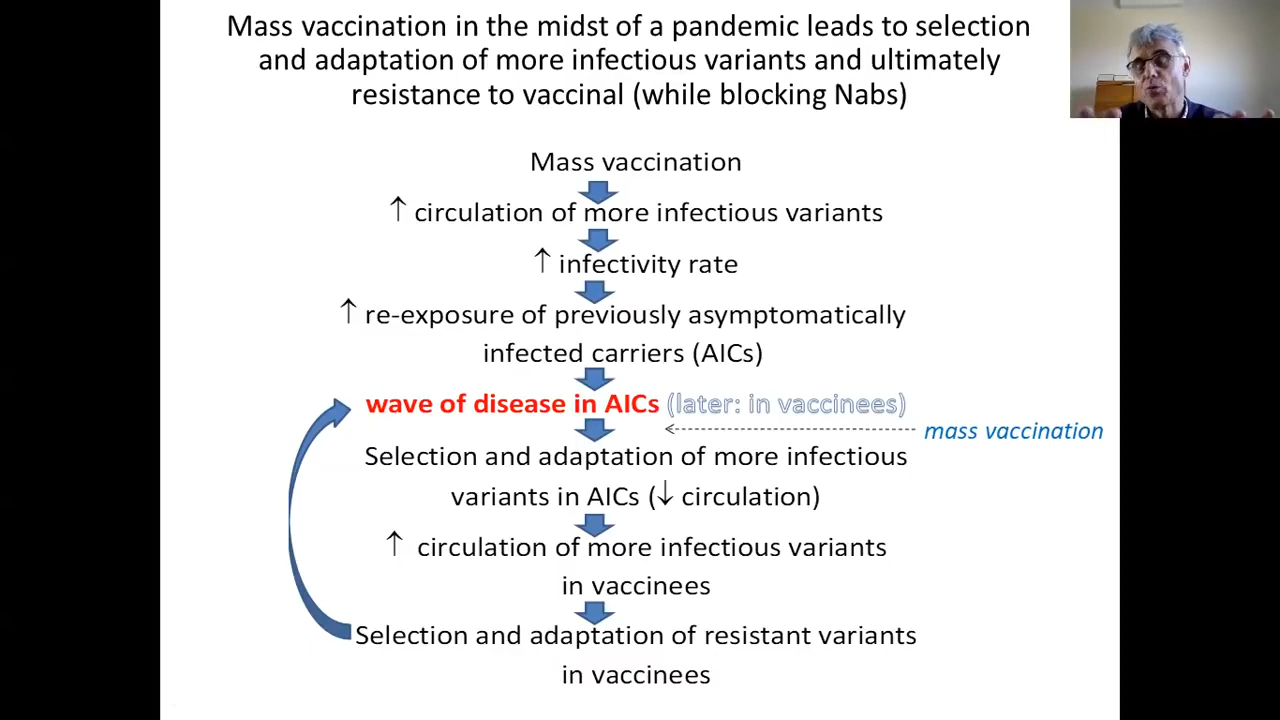 Mass vaccination in the midst of a pandemic leads to selection
and adaptation of more infectious variants and ultimately
resistance to vaccinal (while blocking Nabs)
Mass vaccination
↑ circulation of more infectious variants
↑ infectivity rate
↑ re-exposure of previously asymptomatically
infected carriers (AICs)
wave of disease in AICs (later: in vaccinees)
mass vaccination
Selection and adaptation of more infectious
variants in AICs (↓ circulation)
↑ circulation of more infectious variants
in vaccinees
Selection and adaptation of resistant variants
in vaccinees